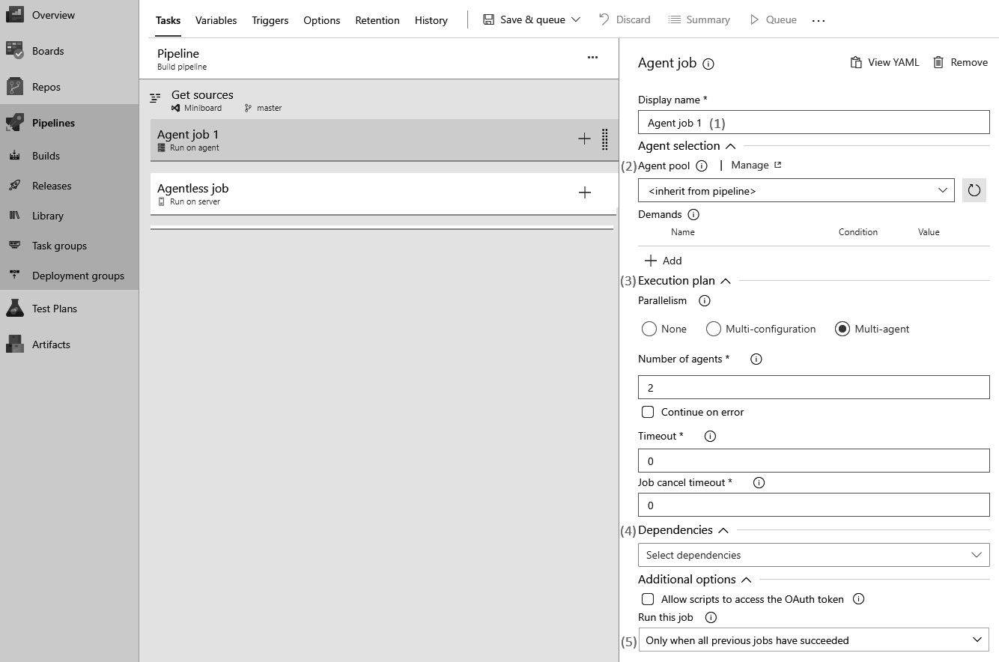 Overview
Boards
Repos
Pipelines
Builds
Releases
Library
Task groups
Deployment groups
Test Plans
Artifacts
Tasks Variables Triggers Options Retention History Save & queue Discard Summary Queue ...
Pipeline
Build pipeline
Get sources
Miniboard master
Agent job 1
Run on agent
Agentless job
Run on server
Agent job View YAML Remove
Display name *
Agent job 1 (1)
Agent selection
(2) Agent pool | Manage
<inherit from pipeline>
Demands
Name Condition Value
Add
(3) Execution plan
Parallelism
None Multi-configuration Multi-agent
Number of agents *
2
Continue on error
Timeout *
0
Job cancel timeout *
0
(4) Dependencies
Select dependencies
Additional options
Allow scripts to access the OAuth token
Run this job
(5) Only when all previous jobs have succeeded